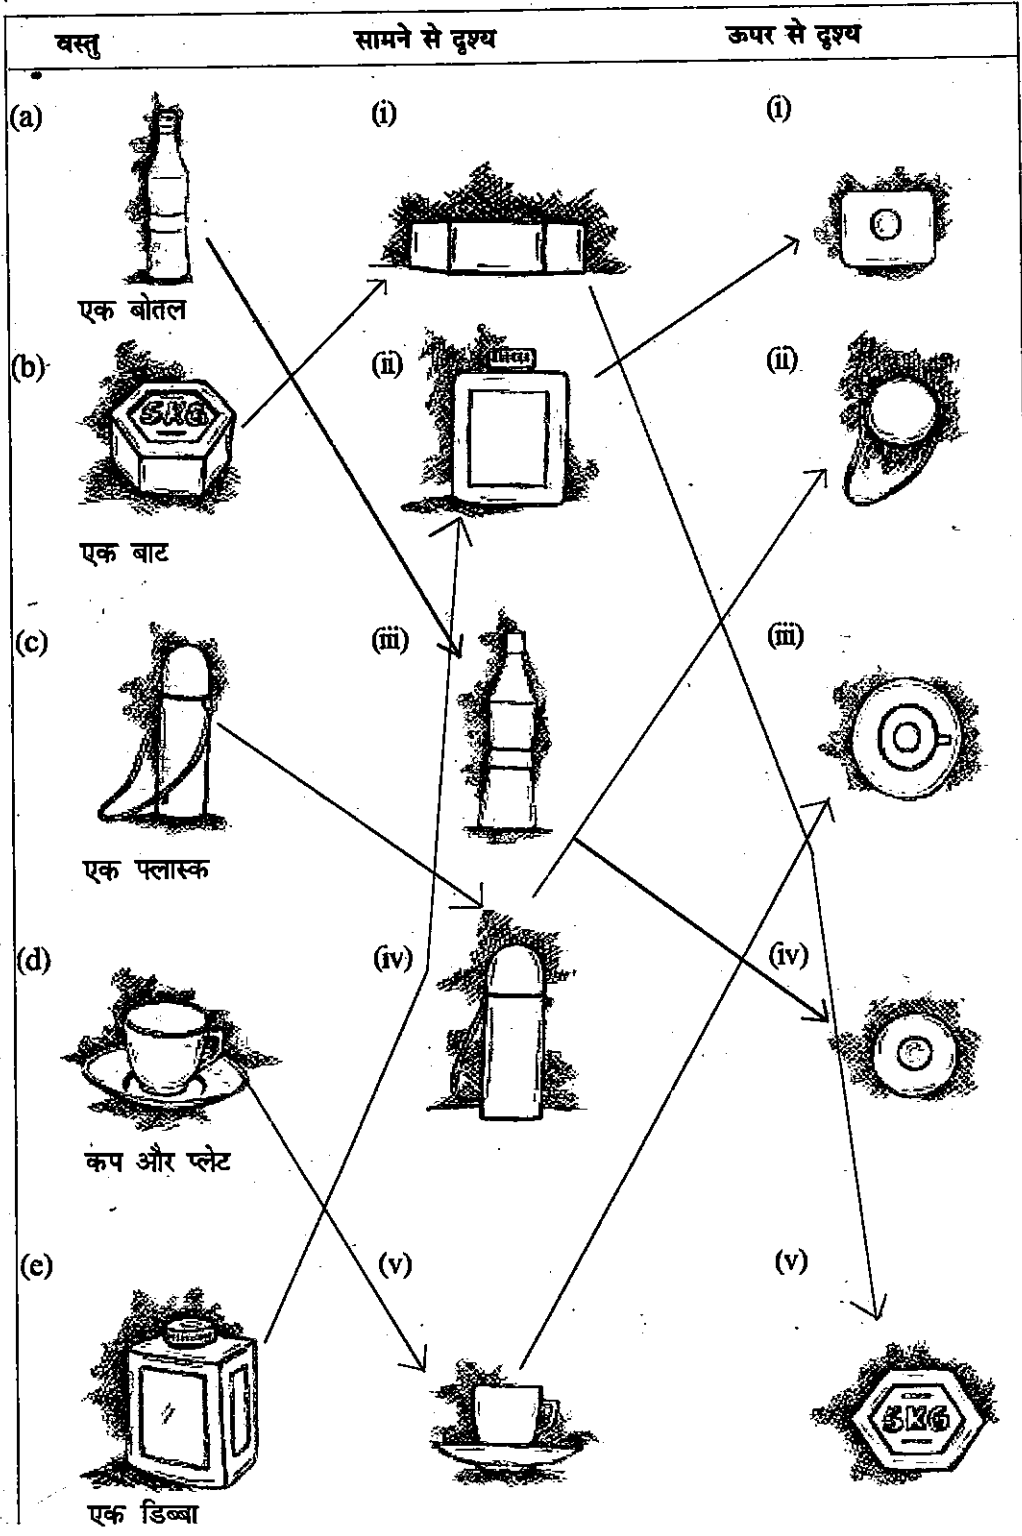 वस्तु सामने से दृश्य ऊपर से दृश्य
(a) (i) (i)
एक बोतल
(b) (ii) (ii)
5KG
एक बाट
(c) (iii) (iii)
एक फ्लास्क
(d) (iv) (iv)
कप और प्लेट
(e) (v) (v)
5KG
एक डिब्बा